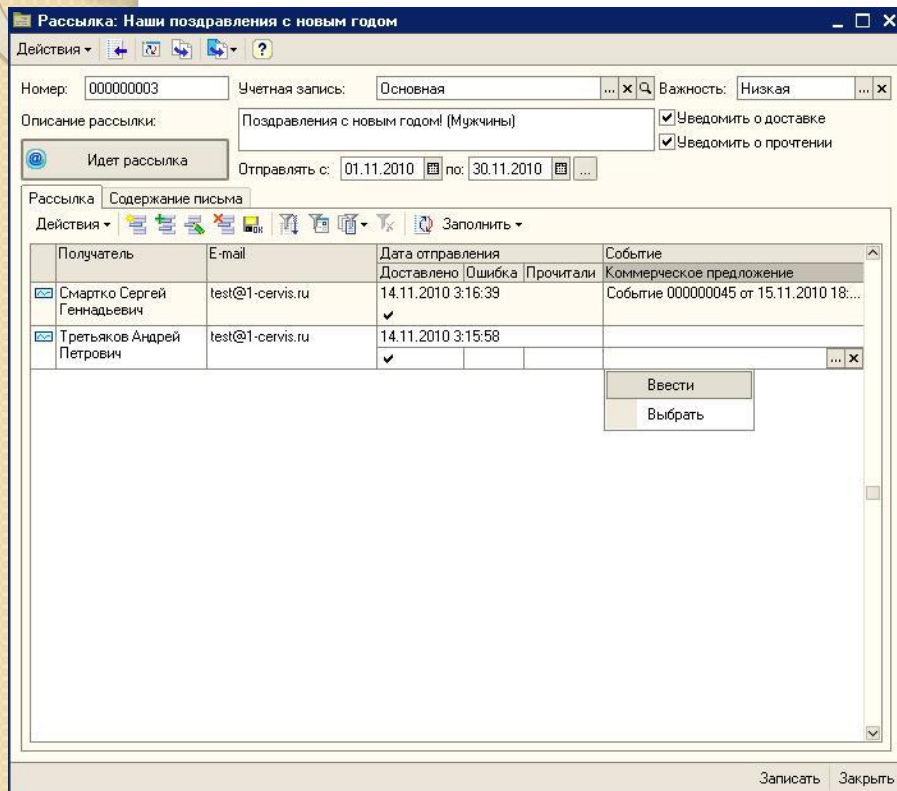 Рассылка: Наши поздравления с новым годом
Действия
Номер: 000000003 Учетная запись: Основная ... Важность: Низкая ...
Описание рассылки: Поздравления с новым годом! (Мужчины) Уведомить о доставке
Уведомить о прочтении
Идет рассылка Отправлять с: 01.11.2010 по: 30.11.2010 ...
Рассылка Содержание письма
Действия Заполнить
Получатель E-mail Дата отправления Событие
Доставлено Ошибка Прочитали Коммерческое предложение
Смартко Сергей test@1-cervis.ru 14.11.2010 3:16:39 Событие 000000045 от 15.11.2010 18:...
Геннадьевич
Третьяков Андрей test@1-cervis.ru 14.11.2010 3:15:58
Петрович ...
Ввести
Выбрать
Записать Закрыть